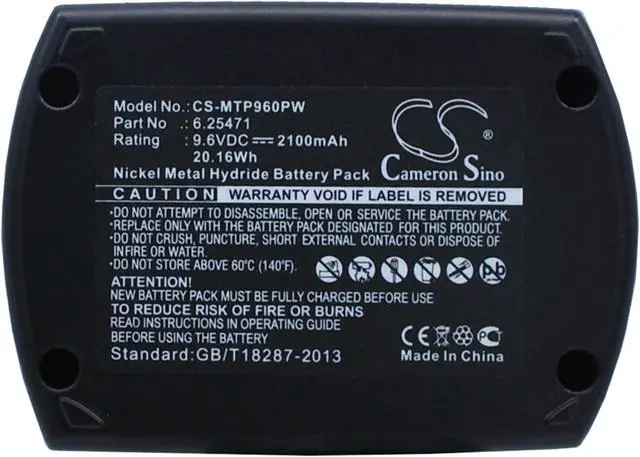 Model No.: CS-MTP960PW
Part No : 6.25471
Rating : 9.6VDC 2100mAh
20.16Wh
Nickel Metal Hydride Battery Pack
CS
Cameron Sino
CAUTION! WARRANTY VOID IF LABEL IS REMOVED
•DO NOT ATTEMPT TO DISASSEMBLE, OPEN OR SERVICE THE BATTERY PACK.
•REPLACE ONLY WITH THE BATTERY PACK DESIGNATED FOR THIS PRODUCT.
•DO NOT CRUSH, PUNCTURE, SHORT EXTERNAL CONTACTS OR DISPOSE OF
IN FIRE OR WATER.
•DO NOT STORE ABOVE 60°C (140°F).
Pb
ATTENTION!
NEW BATTERY PACK MUST BE FULLY CHARGED BEFORE USE
TO REDUCE RISK OF FIRE OR BURNS
READ INSTRUCTION & OPERATING GUIDE
BEFORE DISPOSING
CE
Standard:GB/T18287-2013
Made In China